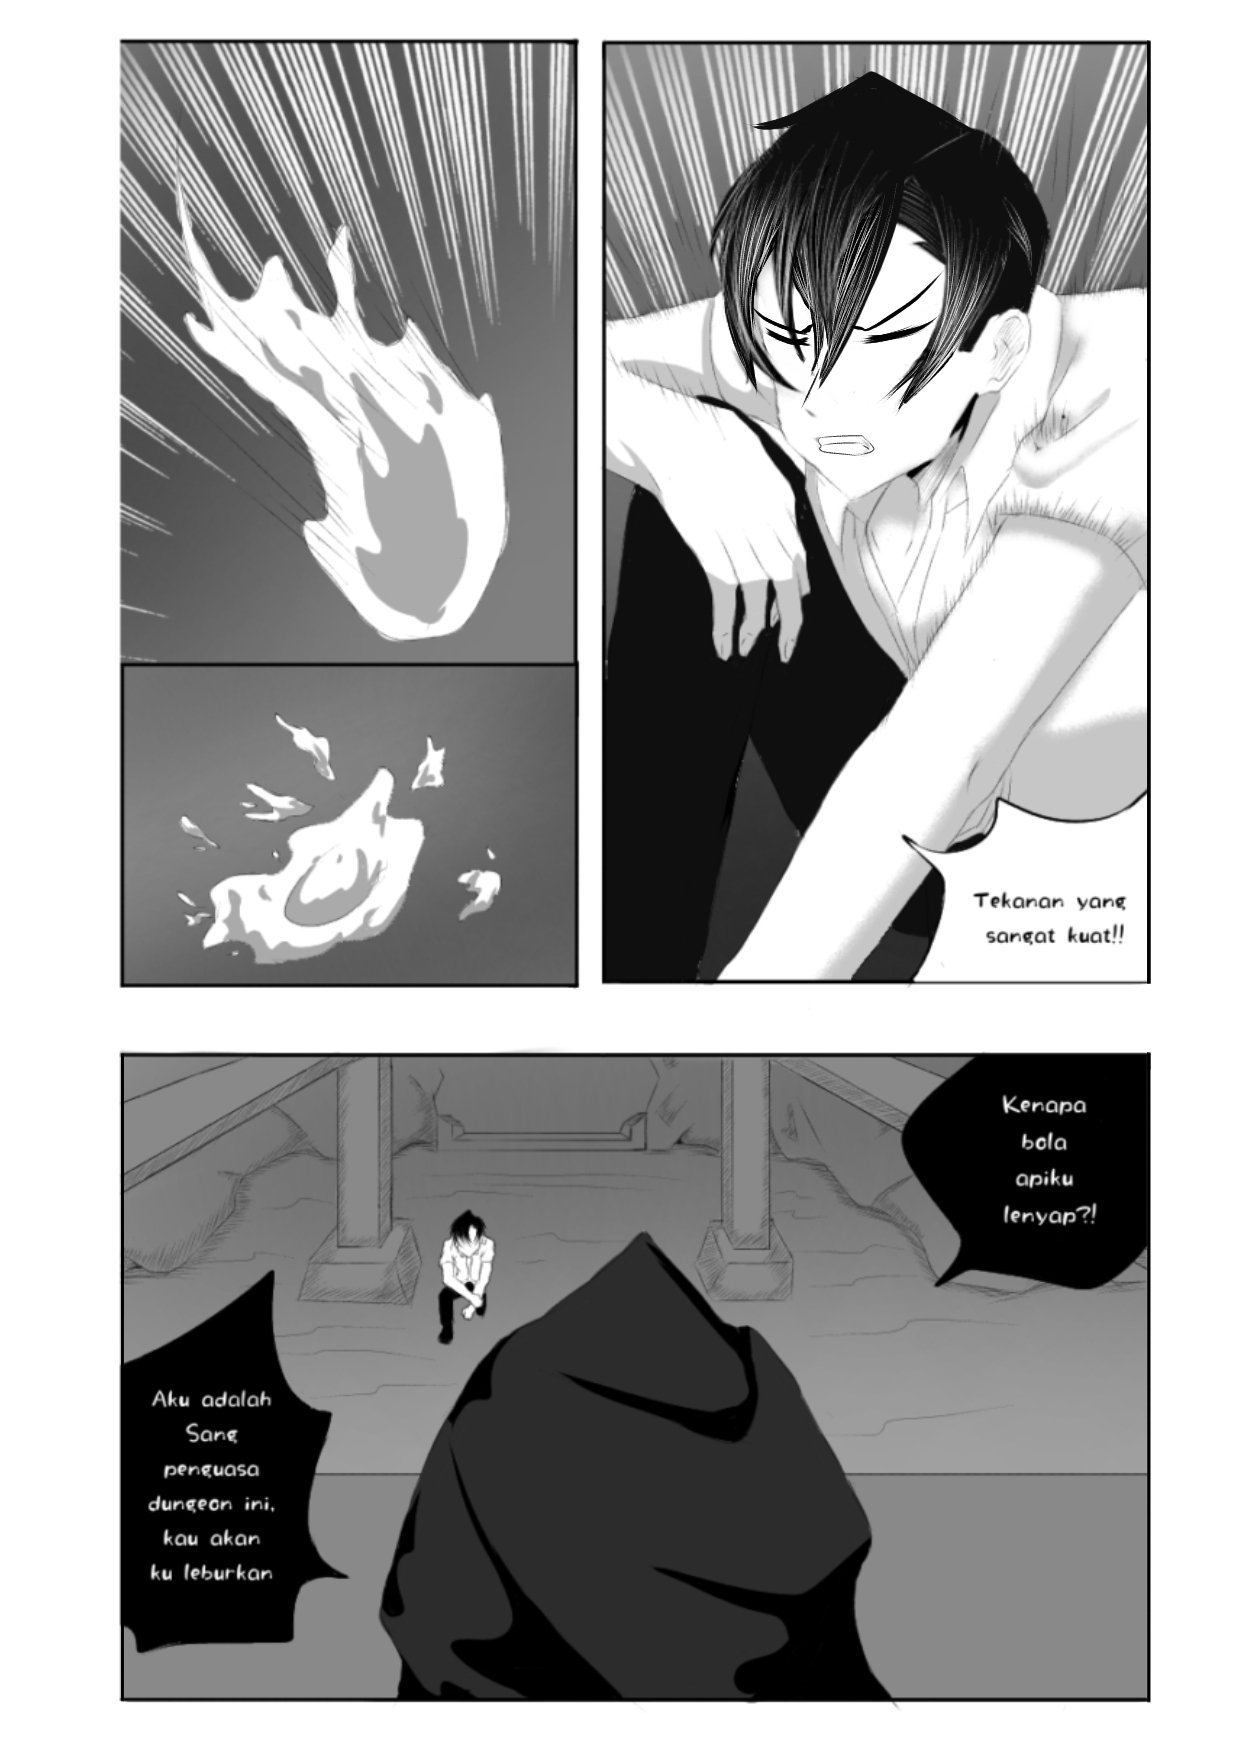 Tekanan yang
sangat kuat!!
Kenapa
bola
apiku
lenyap?!
Aku adalah
Sang
penguasa
dungeon ini,
kau akan
ku leburkan